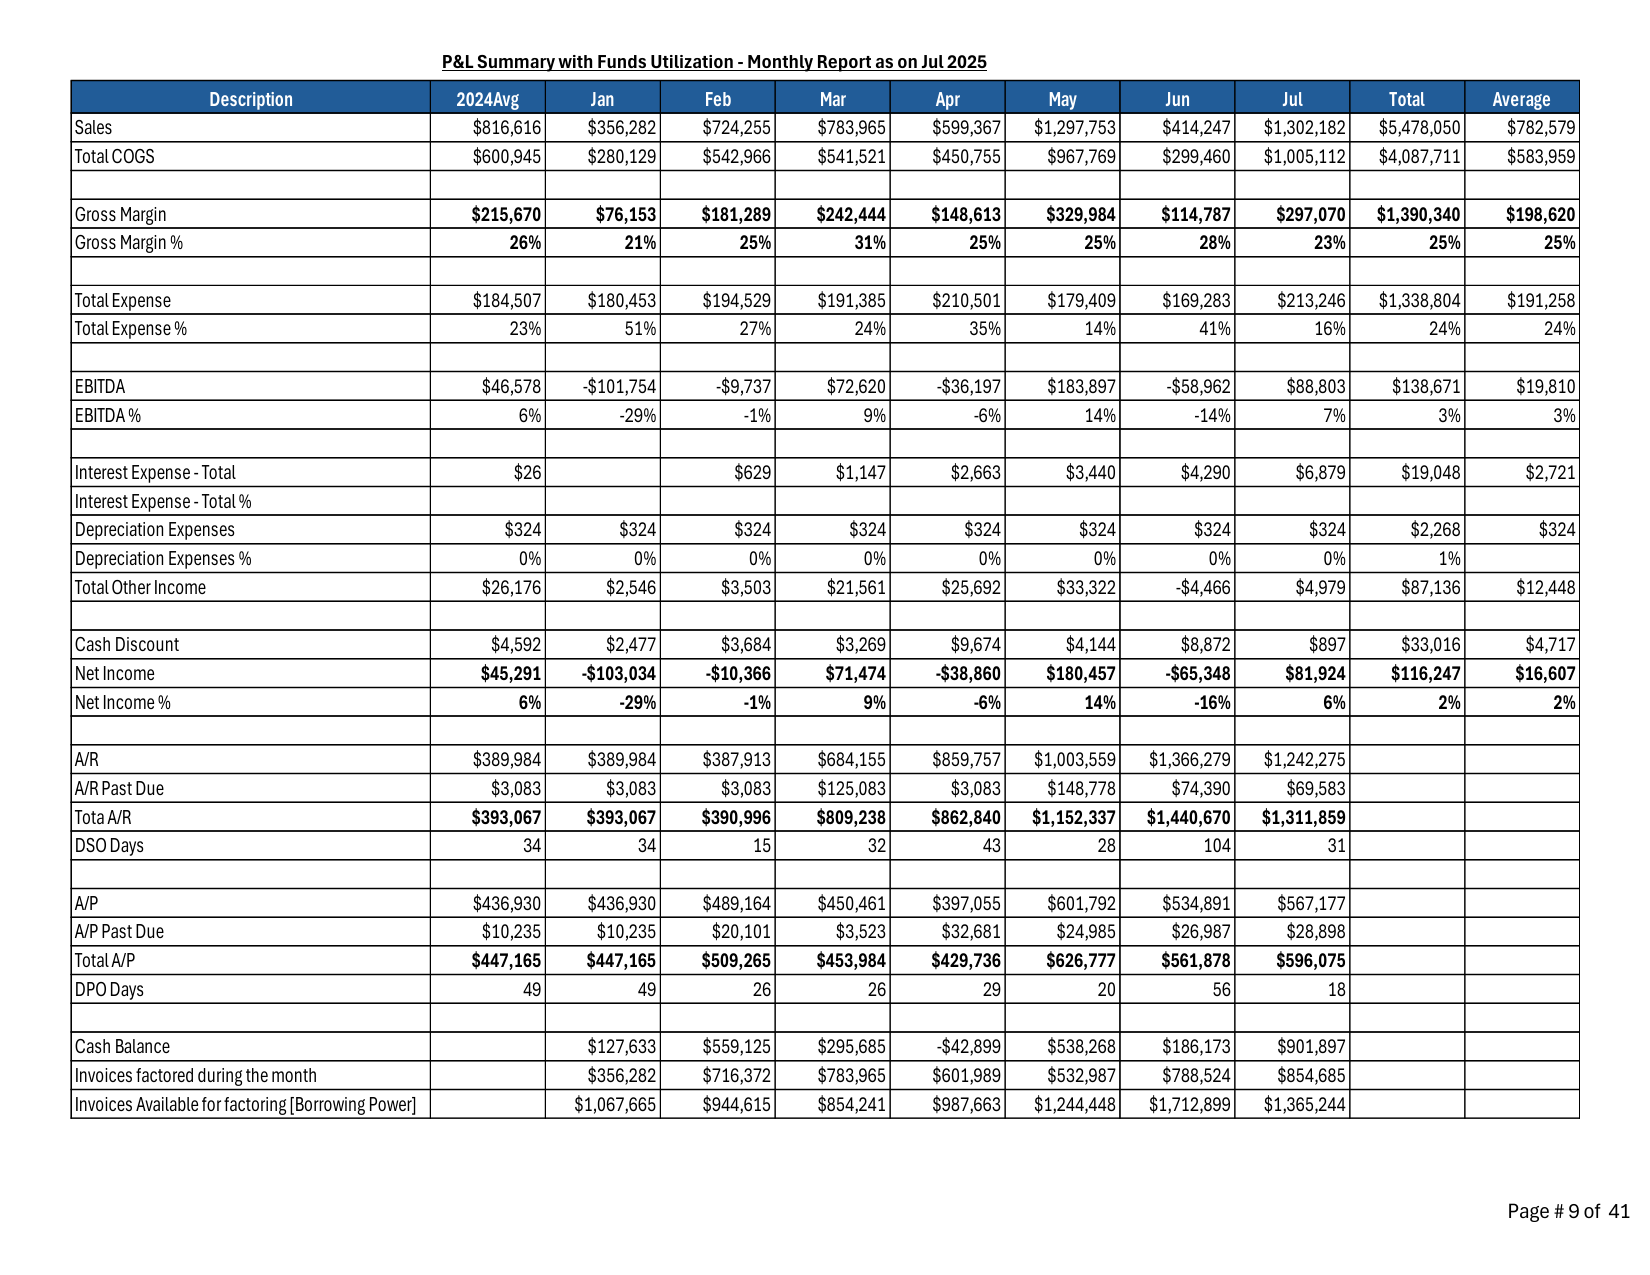 P&L Summary with Funds Utilization - Monthly Report as on Jul 2025
Description 2024Avg Jan Feb Mar Apr May Jun Jul Total Average
Sales $816,616 $356,282 $724,255 $783,965 $599,367 $1,297,753 $414,247 $1,302,182 $5,478,050 $782,579
Total COGS $600,945 $280,129 $542,966 $541,521 $450,755 $967,769 $299,460 $1,005,112 $4,087,711 $583,959
Gross Margin $215,670 $76,153 $181,289 $242,444 $148,613 $329,984 $114,787 $297,070 $1,390,340 $198,620
Gross Margin % 26% 21% 25% 31% 25% 25% 28% 23% 25% 25%
Total Expense $184,507 $180,453 $194,529 $191,385 $210,501 $179,409 $169,283 $213,246 $1,338,804 $191,258
Total Expense % 23% 51% 27% 24% 35% 14% 41% 16% 24% 24%
EBITDA $46,578 -$101,754 -$9,737 $72,620 -$36,197 $183,897 -$58,962 $88,803 $138,671 $19,810
EBITDA % 6% -29% -1% 9% -6% 14% -14% 7% 3% 3%
Interest Expense - Total $26 $629 $1,147 $2,663 $3,440 $4,290 $6,879 $19,048 $2,721
Interest Expense - Total %
Depreciation Expenses $324 $324 $324 $324 $324 $324 $324 $324 $2,268 $324
Depreciation Expenses % 0% 0% 0% 0% 0% 0% 0% 0% 1%
Total Other Income $26,176 $2,546 $3,503 $21,561 $25,692 $33,322 -$4,466 $4,979 $87,136 $12,448
Cash Discount $4,592 $2,477 $3,684 $3,269 $9,674 $4,144 $8,872 $897 $33,016 $4,717
Net Income $45,291 -$103,034 -$10,366 $71,474 -$38,860 $180,457 -$65,348 $81,924 $116,247 $16,607
Net Income % 6% -29% -1% 9% -6% 14% -16% 6% 2% 2%
A/R $389,984 $389,984 $387,913 $684,155 $859,757 $1,003,559 $1,366,279 $1,242,275
A/R Past Due $3,083 $3,083 $3,083 $125,083 $3,083 $148,778 $74,390 $69,583
Tota A/R $393,067 $393,067 $390,996 $809,238 $862,840 $1,152,337 $1,440,670 $1,311,859
DSO Days 34 34 15 32 43 28 104 31
A/P $436,930 $436,930 $489,164 $450,461 $397,055 $601,792 $534,891 $567,177
A/P Past Due $10,235 $10,235 $20,101 $3,523 $32,681 $24,985 $26,987 $28,898
Total A/P $447,165 $447,165 $509,265 $453,984 $429,736 $626,777 $561,878 $596,075
DPO Days 49 49 26 26 29 20 56 18
Cash Balance $127,633 $559,125 $295,685 -$42,899 $538,268 $186,173 $901,897
Invoices factored during the month $356,282 $716,372 $783,965 $601,989 $532,987 $788,524 $854,685
Invoices Available for factoring [Borrowing Power] $1,067,665 $944,615 $854,241 $987,663 $1,244,448 $1,712,899 $1,365,244
Page # 9 of 41